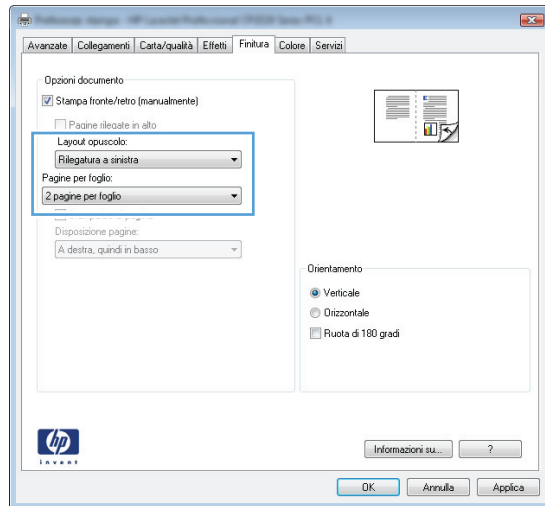 Avanzate Collegamenti Carta/qualità Effetti Finitura Colore Servizi
Opzioni documento
Stampa fronte/retro (manualmente)
Pagine rilegate in alto
Layout opuscolo:
Rilegatura a sinistra
Pagine per foglio:
2 pagine per foglio
Disposizione pagine:
A destra, quindi in basso
Orientamento
Verticale
Orizzontale
Ruota di 180 gradi
hp
invent
Informazioni su... ?
OK Annulla Applica